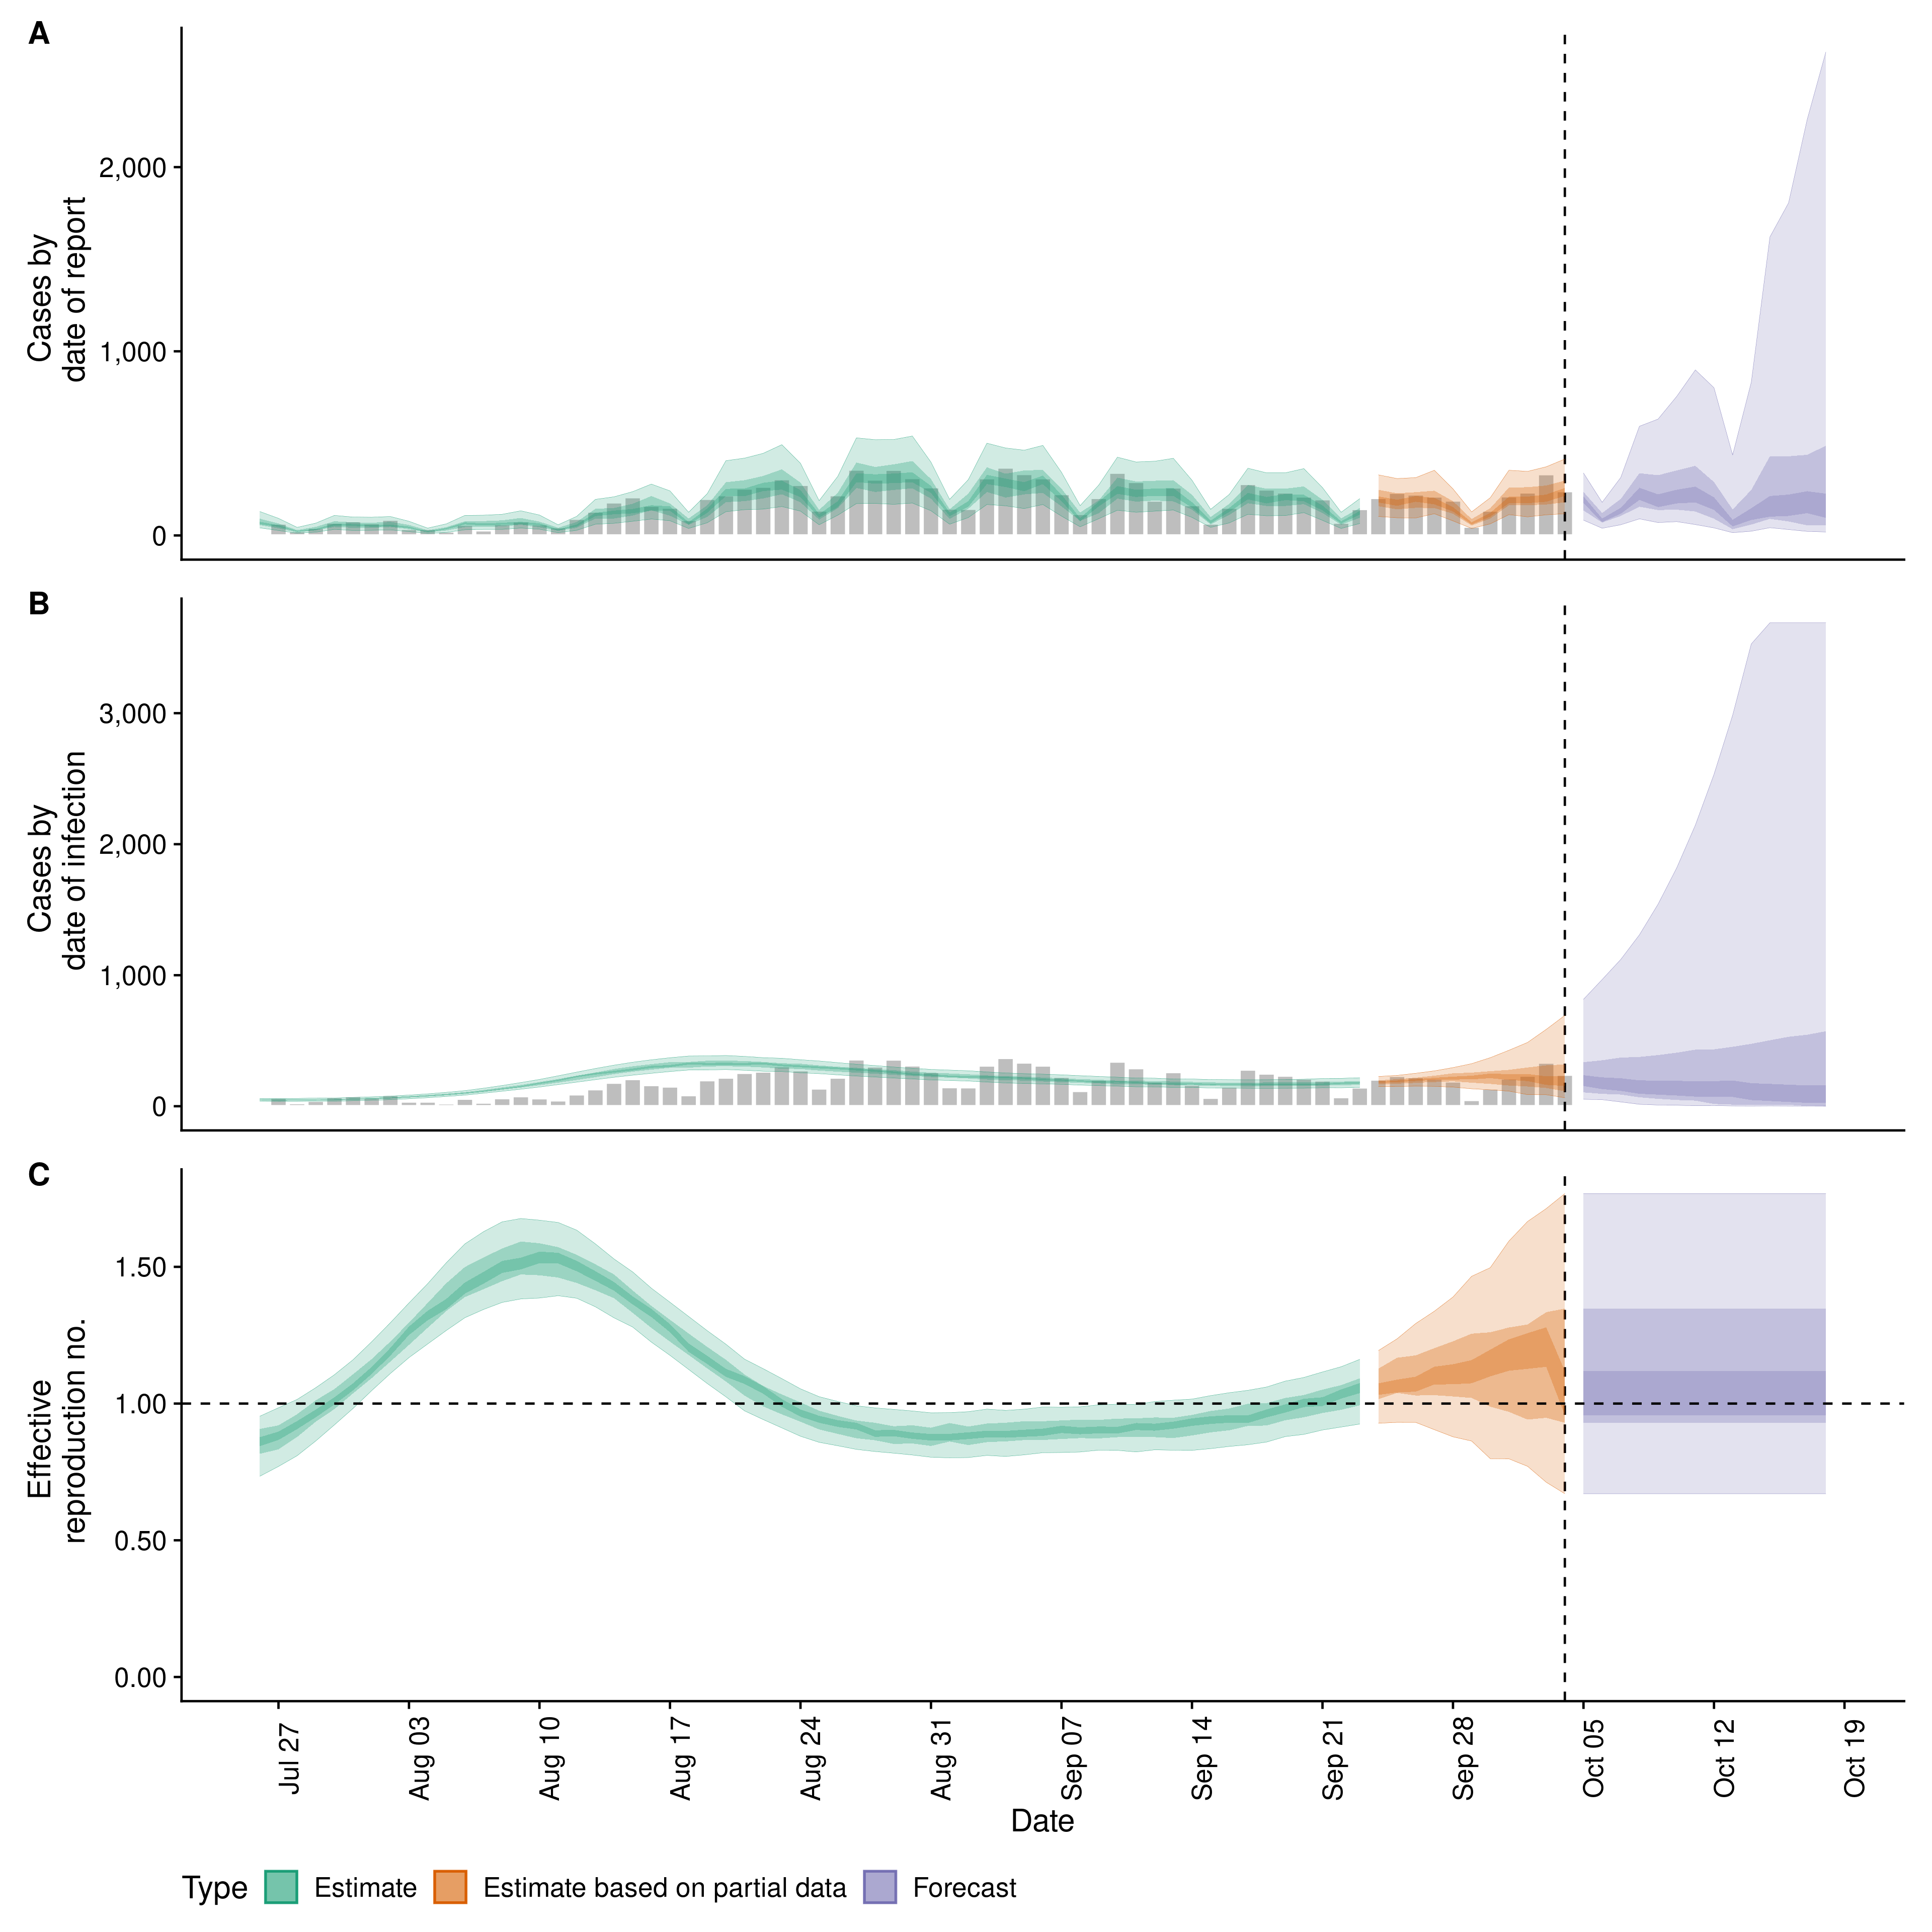 A
Cases by
date of report
2,000
1,000
0
B
Cases by
date of infection
3,000
2,000
1,000
0
C
Effective
reproduction no.
1.50
1.00
0.50
0.00
Jul 27
Aug 03
Aug 10
Aug 17
Aug 24
Aug 31
Sep 07
Sep 14
Sep 21
Sep 28
Oct 05
Oct 12
Oct 19
Date
Type Estimate Estimate based on partial data Forecast